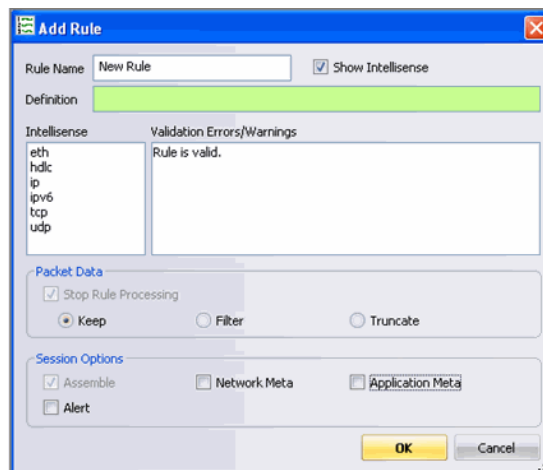 Add Rule
Rule Name New Rule Show Intellisense
Definition
Intellisense Validation Errors/Warnings
eth Rule is valid.
hdlc
ip
ipv6
tcp
udp
Packet Data
Stop Rule Processing
Keep Filter Truncate
Session Options
Assemble Network Meta Application Meta
Alert
OK Cancel